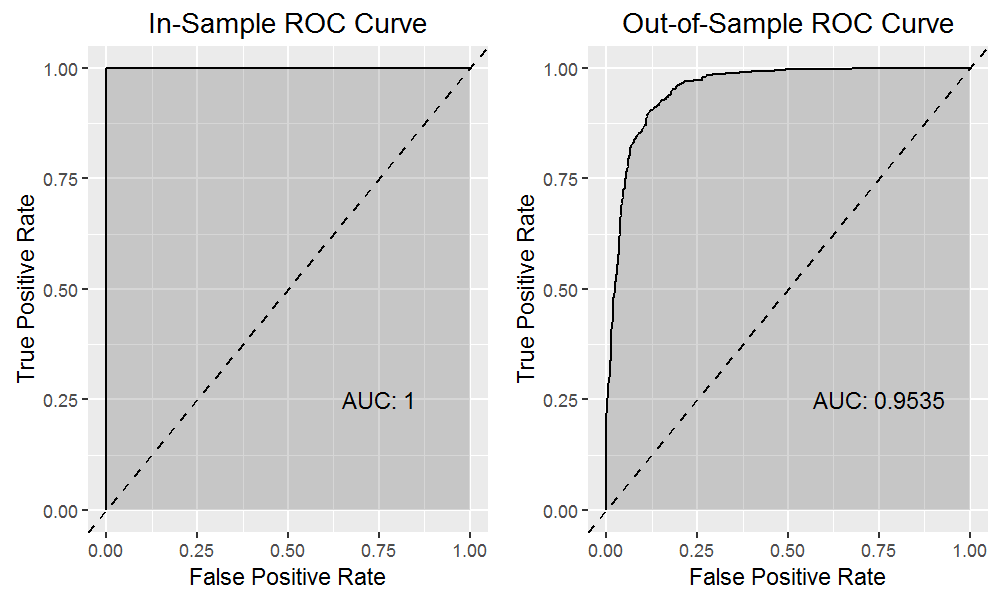 In-Sample ROC Curve
1.00
0.75
0.50
0.25
0.00
True Positive Rate
AUC: 1
0.00 0.25 0.50 0.75 1.00
False Positive Rate
Out-of-Sample ROC Curve
1.00
0.75
0.50
0.25
0.00
True Positive Rate
AUC: 0.9535
0.00 0.25 0.50 0.75 1.00
False Positive Rate